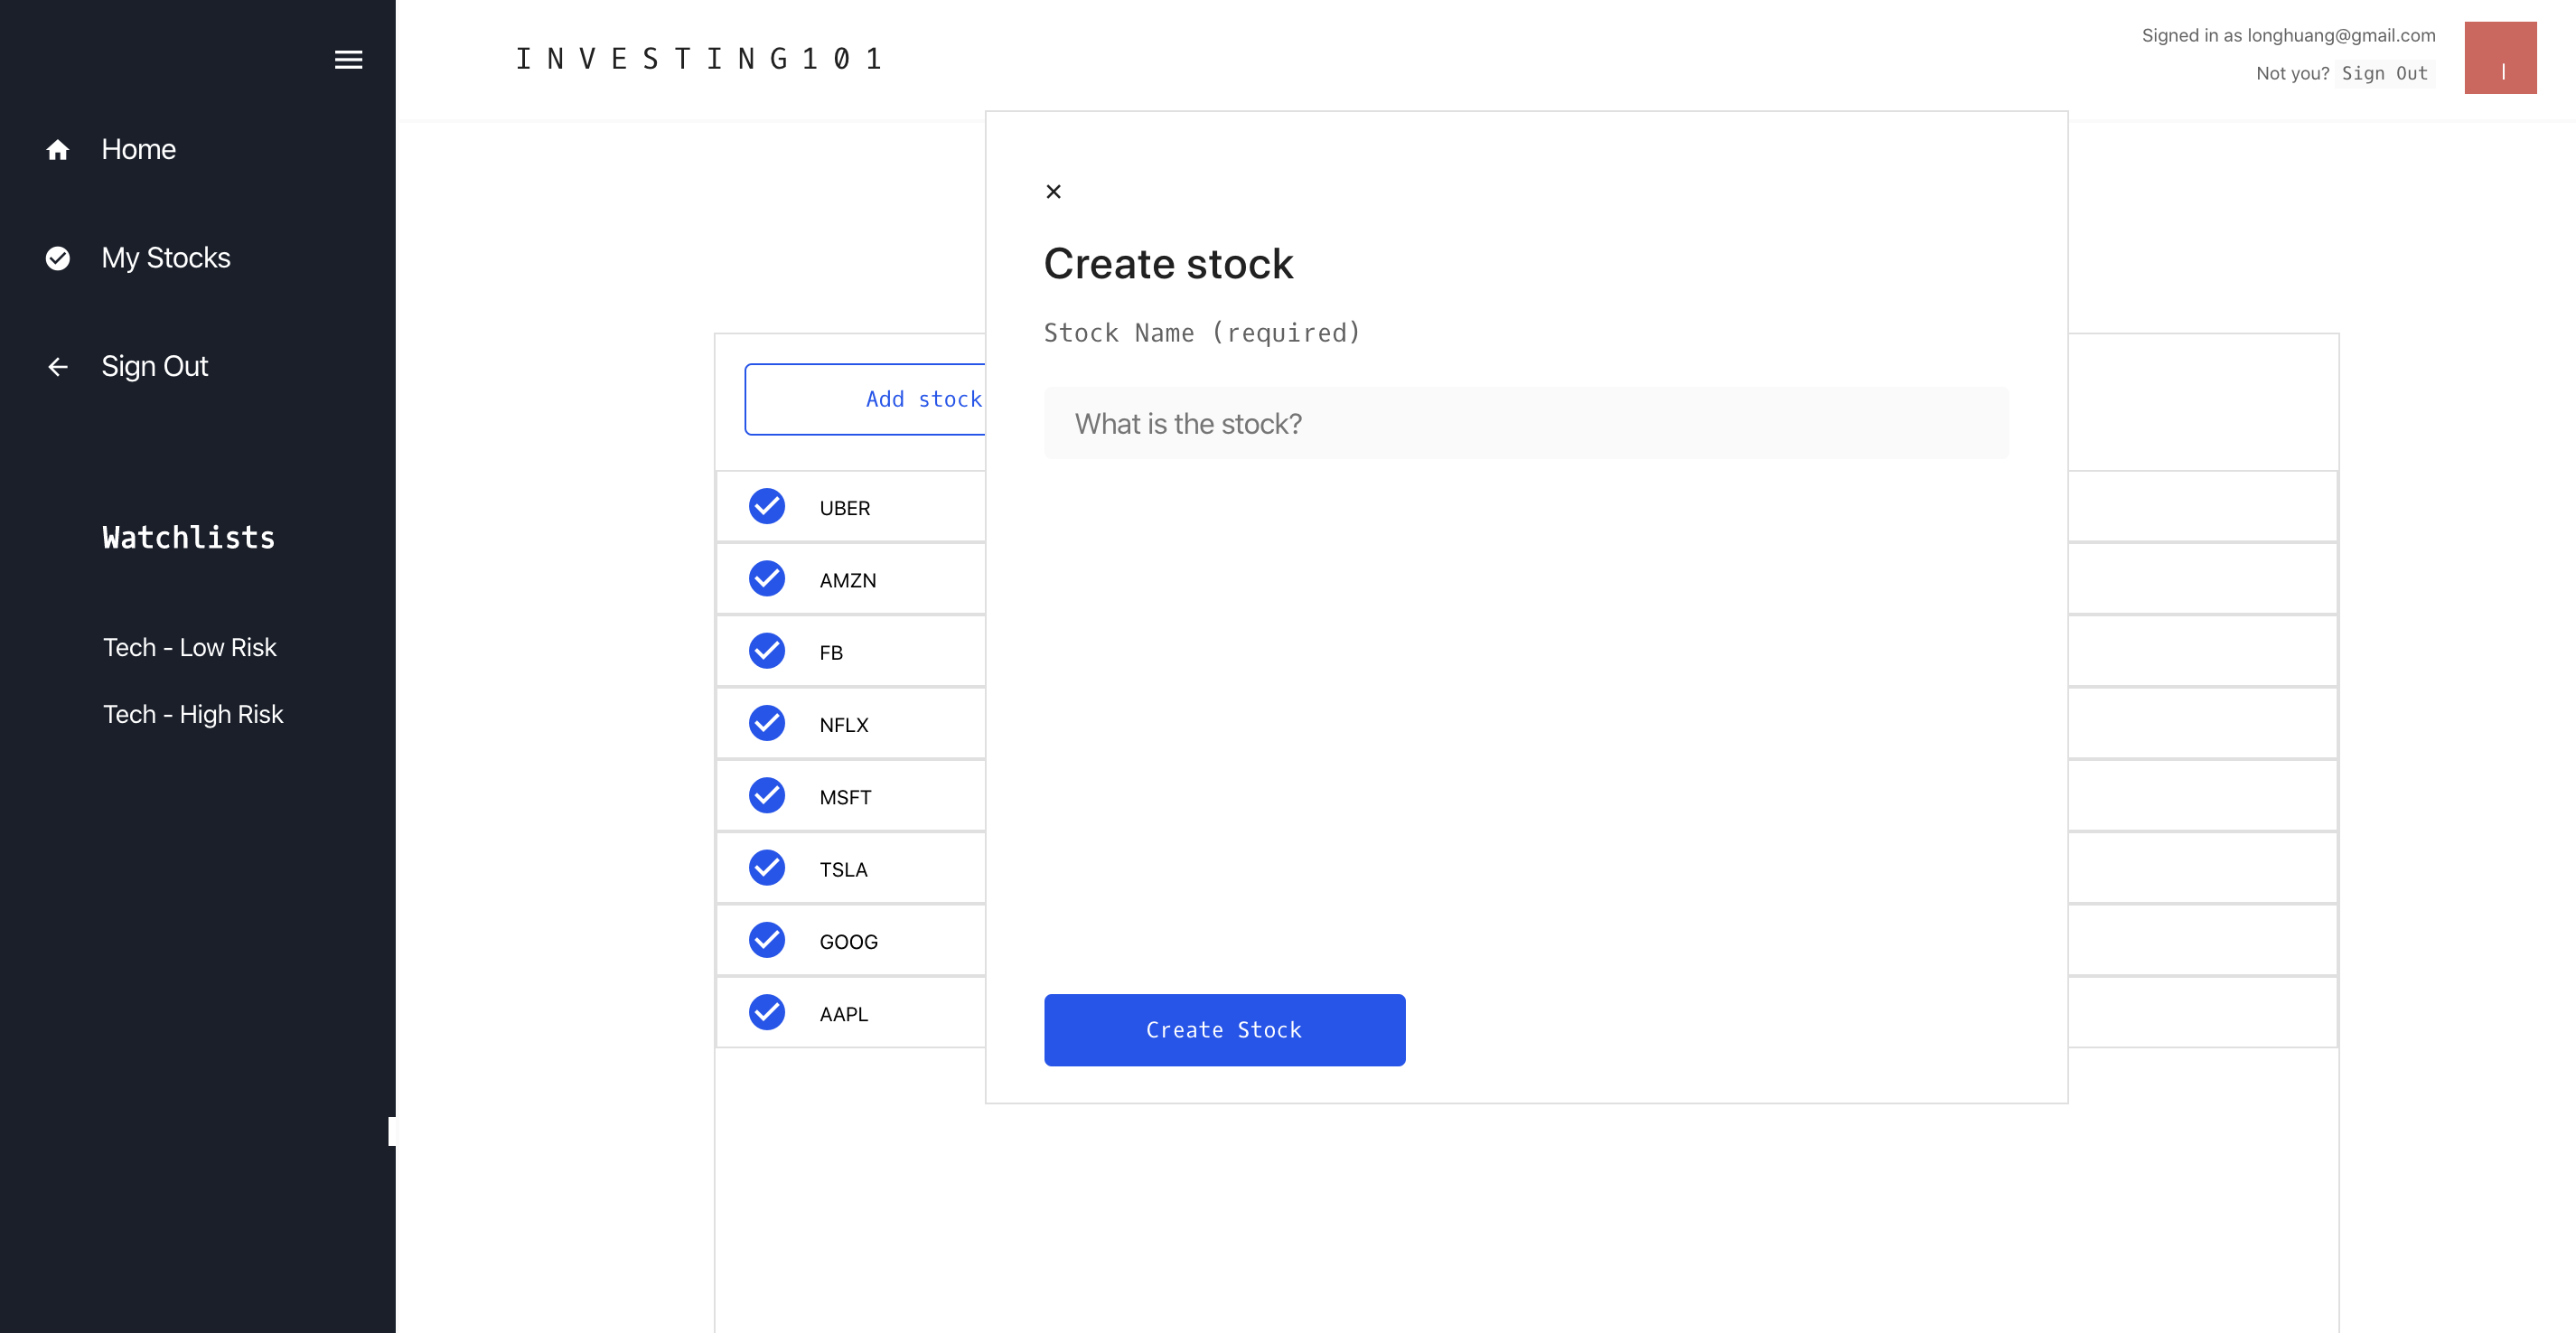 INVESTING101
Signed in as longhuang@gmail.com
Not you? Sign Out
l
Home
My Stocks
Sign Out
Watchlists
Tech - Low Risk
Tech - High Risk
Add stock
UBER
AMZN
FB
NFLX
MSFT
TSLA
GOOG
AAPL
×
Create stock
Stock Name (required)
What is the stock?
Create Stock